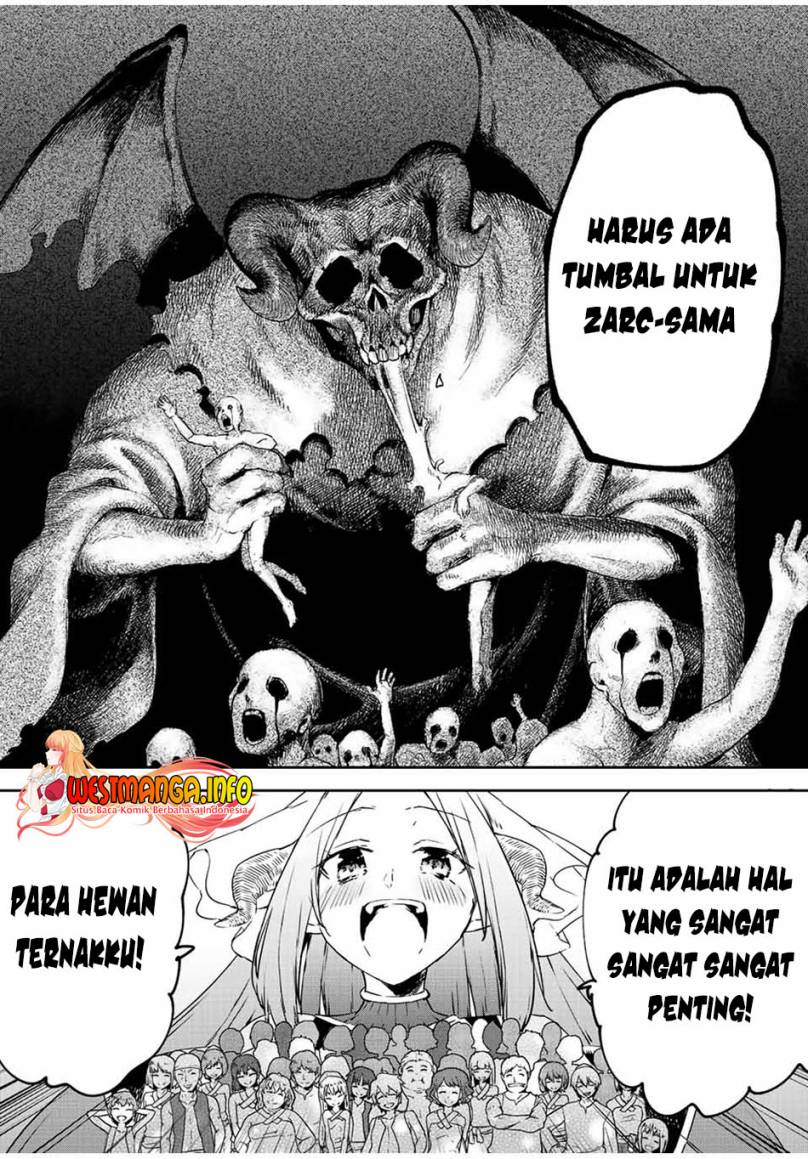 HARUS ADA
TUMBAL UNTUK
ZARC-SAMA
WESTMANGA.INFO
Situs Baca Komik Berbahasa Indonesia
ITU ADALAH HAL
YANG SANGAT
SANGAT SANGAT
PENTING!
PARA HEWAN
TERNAKKU!